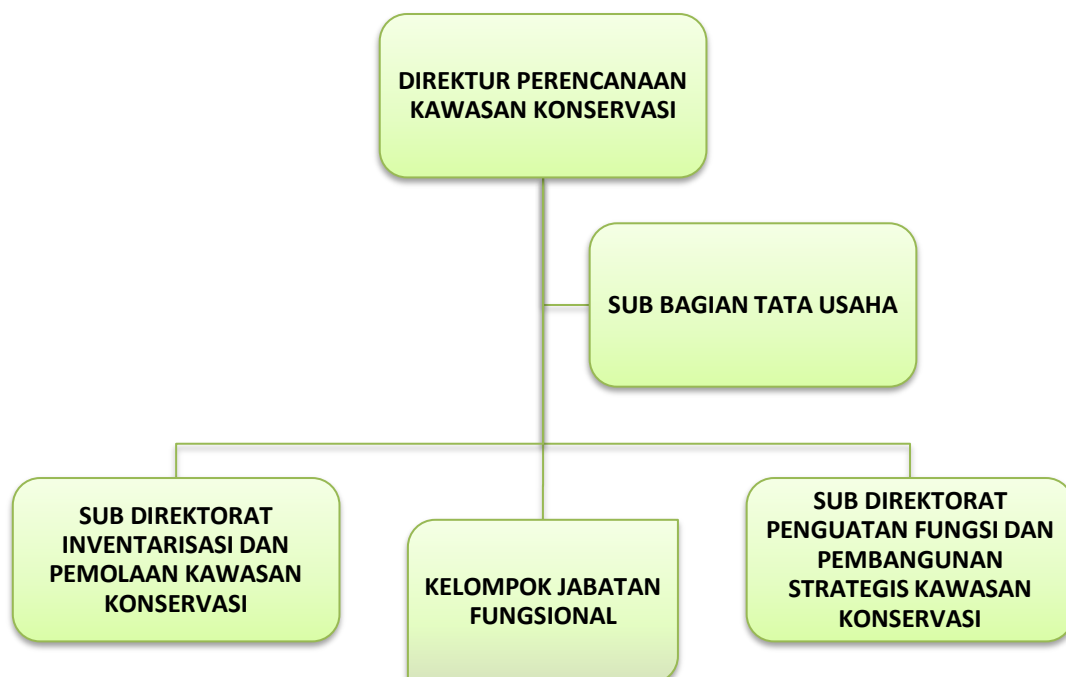 DIREKTUR PERENCANAAN
KAWASAN KONSERVASI
SUB BAGIAN TATA USAHA
SUB DIREKTORAT
INVENTARISASI DAN
PEMOLAAN KAWASAN
KONSERVASI
KELOMPOK JABATAN
FUNGSIONAL
SUB DIREKTORAT
PENGUATAN FUNGSI DAN
PEMBANGUNAN
STRATEGIS KAWASAN
KONSERVASI